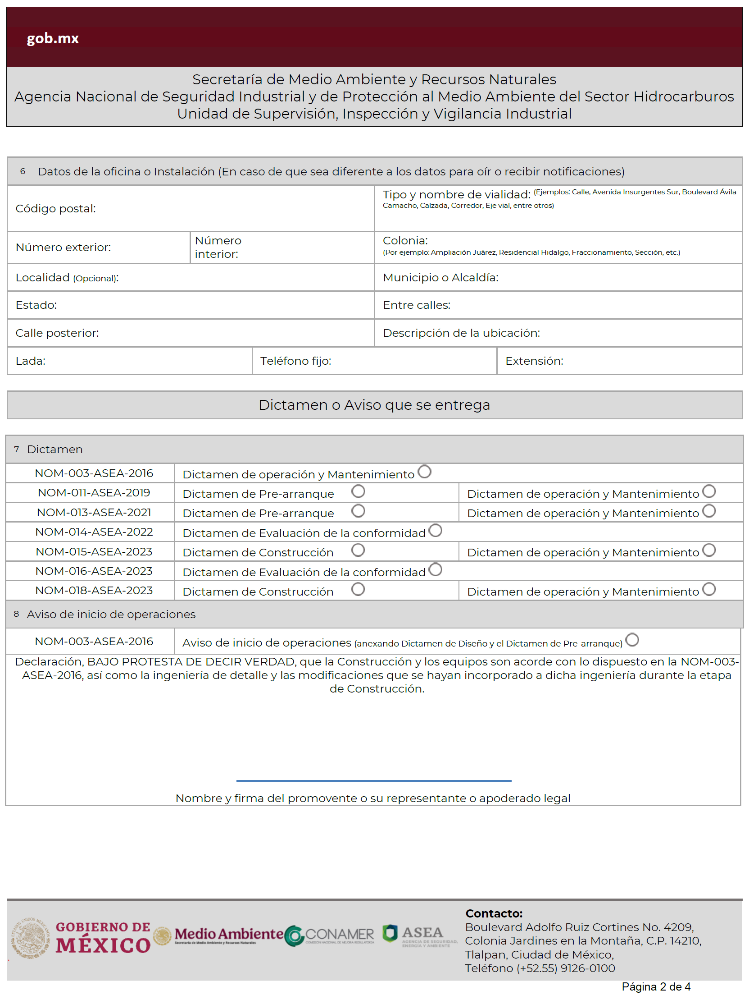 gob.mx
Secretaría de Medio Ambiente y Recursos Naturales
Agencia Nacional de Seguridad Industrial y de Protección al Medio Ambiente del Sector Hidrocarburos
Unidad de Supervisión, Inspección y Vigilancia Industrial
6 Datos de la oficina o Instalación (En caso de que sea diferente a los datos para oír o recibir notificaciones)
Código postal:
Tipo y nombre de vialidad: (Ejemplos: Calle, Avenida Insurgentes Sur, Boulevard Ávila
Camacho, Calzada, Corredor, Eje vial, entre otros)
Número exterior:
Número
interior:
Colonia:
(Por ejemplo: Ampliación Juárez, Residencial Hidalgo, Fraccionamiento, Sección, etc.)
Localidad (Opcional):
Municipio o Alcaldía:
Estado:
Entre calles:
Calle posterior:
Descripción de la ubicación:
Lada:
Teléfono fijo:
Extensión:
Dictamen o Aviso que se entrega
7 Dictamen
NOM-003-ASEA-2016
Dictamen de operación y Mantenimiento
NOM-011-ASEA-2019
Dictamen de Pre-arranque
Dictamen de operación y Mantenimiento
NOM-013-ASEA-2021
Dictamen de Pre-arranque
Dictamen de operación y Mantenimiento
NOM-014-ASEA-2022
Dictamen de Evaluación de la conformidad
NOM-015-ASEA-2023
Dictamen de Construcción
Dictamen de operación y Mantenimiento
NOM-016-ASEA-2023
Dictamen de Evaluación de la conformidad
NOM-018-ASEA-2023
Dictamen de Construcción
Dictamen de operación y Mantenimiento
8 Aviso de inicio de operaciones
NOM-003-ASEA-2016
Aviso de inicio de operaciones (anexando Dictamen de Diseño y el Dictamen de Pre-arranque)
Declaración, BAJO PROTESTA DE DECIR VERDAD, que la Construcción y los equipos son acorde con lo dispuesto en la NOM-003-
ASEA-2016, así como la ingeniería de detalle y las modificaciones que se hayan incorporado a dicha ingeniería durante la etapa
de Construcción.
Nombre y firma del promovente o su representante o apoderado legal
ESTADOS UNIDOS MEXICANOS
GOBIERNO DE
MÉXICO
Medio Ambiente
Secretaría de Medio Ambiente y Recursos Naturales
CONAMER
COMISIÓN NACIONAL DE MEJORA REGULATORIA
ASEA
AGENCIA DE SEGURIDAD,
ENERGÍA Y AMBIENTE
Contacto:
Boulevard Adolfo Ruiz Cortines No. 4209,
Colonia Jardines en la Montaña, C.P. 14210,
Tlalpan, Ciudad de México,
Teléfono (+52.55) 9126-0100
Página 2 de 4